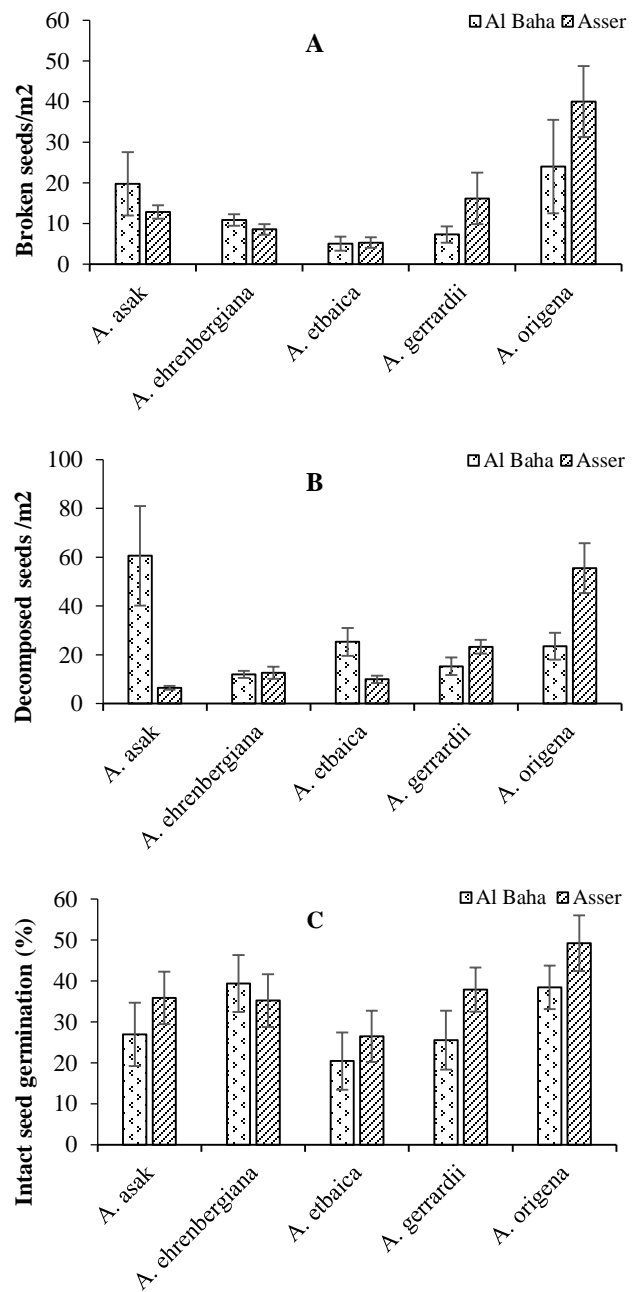 Al Baha Asser
A
Broken seeds/m2
60
50
40
30
20
10
0
A. asak
A. ehrenbergiana
A. etbaica
A. gerrardii
A. origena
Al Baha Asser
B
Decomposed seeds /m2
100
80
60
40
20
0
A. asak
A. ehrenbergiana
A. etbaica
A. gerrardii
A. origena
Al Baha Asser
C
Intact seed germination (%)
60
50
40
30
20
10
0
A. asak
A. ehrenbergiana
A. etbaica
A. gerrardii
A. origena